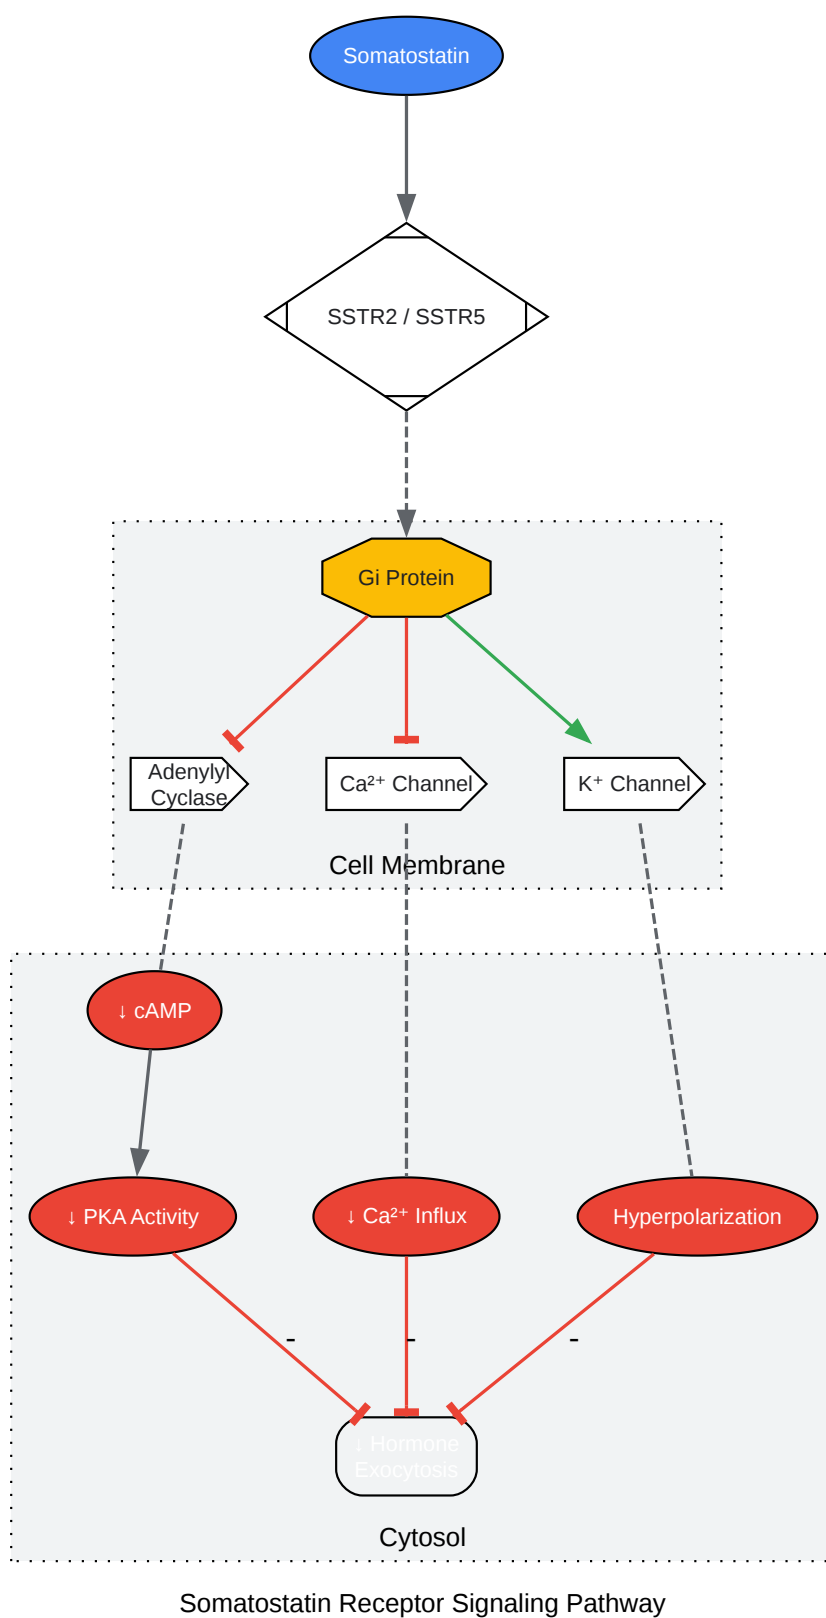 Somatostatin
SSTR2 / SSTR5
Gi Protein
Adenylyl
Cyclase
Ca²⁺ Channel
K⁺ Channel
Cell Membrane
↓ cAMP
↓ PKA Activity
↓ Ca²⁺ Influx
Hyperpolarization
-
-
-
↓ Hormone
Exocytosis
Cytosol
Somatostatin Receptor Signaling Pathway